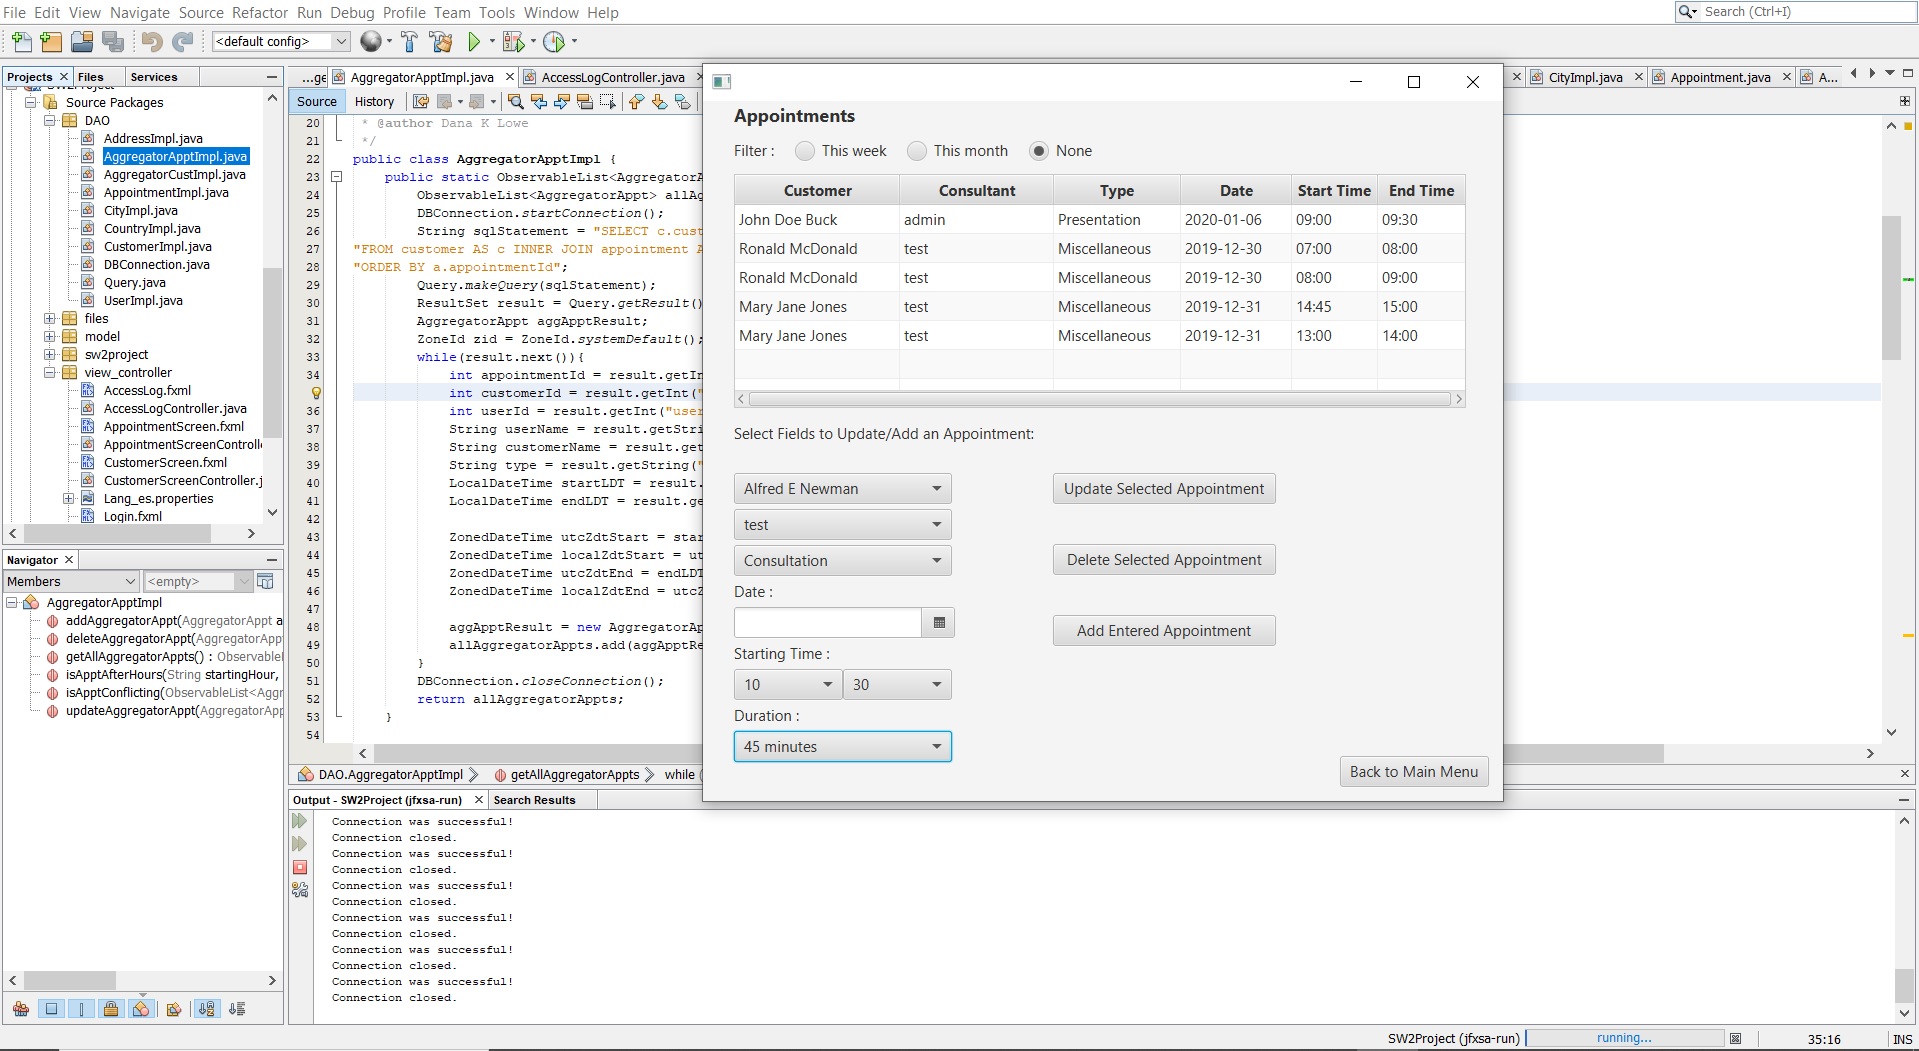 File Edit View Navigate Source Refactor Run Debug Profile Team Tools Window Help
Search (Ctrl+I)
<default config>
Projects Files Services
SW2Project
Source Packages
DAO
AddressImpl.java
AggregatorApptImpl.java
AggregatorCustImpl.java
AppointmentImpl.java
CityImpl.java
CountryImpl.java
CustomerImpl.java
DBConnection.java
Query.java
UserImpl.java
files
model
sw2project
view_controller
AccessLog.fxml
AccessLogController.java
AppointmentScreen.fxml
AppointmentScreenControlle
CustomerScreen.fxml
CustomerScreenController.j
Lang_es.properties
Login.fxml
Navigator
Members <empty>
AggregatorApptImpl
addAggregatorAppt(AggregatorAppt a
deleteAggregatorAppt(AggregatorAppt
getAllAggregatorAppts() : Observable
isApptAfterHours(String startingHour,
isApptConflicting(ObservableList<Aggr
updateAggregatorAppt(AggregatorApp
...ge AggregatorApptImpl.java AccessLogController.java CityImpl.java Appointment.java A...
Source History
20 * @author Dana K Lowe
21 */
22 public class AggregatorApptImpl {
23 public static ObservableList<AggregatorA
24 ObservableList<AggregatorAppt> allAg
25 DBConnection.startConnection();
26 String sqlStatement = "SELECT c.cust
27 "FROM customer AS c INNER JOIN appointment A
28 "ORDER BY a.appointmentId";
29 Query.makeQuery(sqlStatement);
30 ResultSet result = Query.getResult()
31 AggregatorAppt aggApptResult;
32 ZoneId zid = ZoneId.systemDefault();
33 while(result.next()){
34 int appointmentId = result.getIn
int customerId = result.getInt("
36 int userId = result.getInt("user
37 String userName = result.getStri
38 String customerName = result.get
39 String type = result.getString("
40 LocalDateTime startLDT = result.
41 LocalDateTime endLDT = result.ge
42
43 ZonedDateTime utcZdtStart = star
44 ZonedDateTime localZdtStart = ut
45 ZonedDateTime utcZdtEnd = endLDT
46 ZonedDateTime localZdtEnd = utcZ
47
48 aggApptResult = new AggregatorAp
49 allAggregatorAppts.add(aggApptRe
50 }
51 DBConnection.closeConnection();
52 return allAggregatorAppts;
53 }
54
DAO.AggregatorApptImpl getAllAggregatorAppts while (
Appointments
Filter : This week This month None
Customer Consultant Type Date Start Time End Time
John Doe Buck admin Presentation 2020-01-06 09:00 09:30
Ronald McDonald test Miscellaneous 2019-12-30 07:00 08:00
Ronald McDonald test Miscellaneous 2019-12-30 08:00 09:00
Mary Jane Jones test Miscellaneous 2019-12-31 14:45 15:00
Mary Jane Jones test Miscellaneous 2019-12-31 13:00 14:00
Select Fields to Update/Add an Appointment:
Alfred E Newman
test
Consultation
Date :
Starting Time :
10 30
Duration :
45 minutes
Update Selected Appointment
Delete Selected Appointment
Add Entered Appointment
Back to Main Menu
Output - SW2Project (jfxsa-run) Search Results
Connection was successful!
Connection closed.
Connection was successful!
Connection closed.
Connection was successful!
Connection closed.
Connection was successful!
Connection closed.
Connection was successful!
Connection closed.
Connection was successful!
Connection closed.
SW2Project (jfxsa-run) running... 35:16 INS